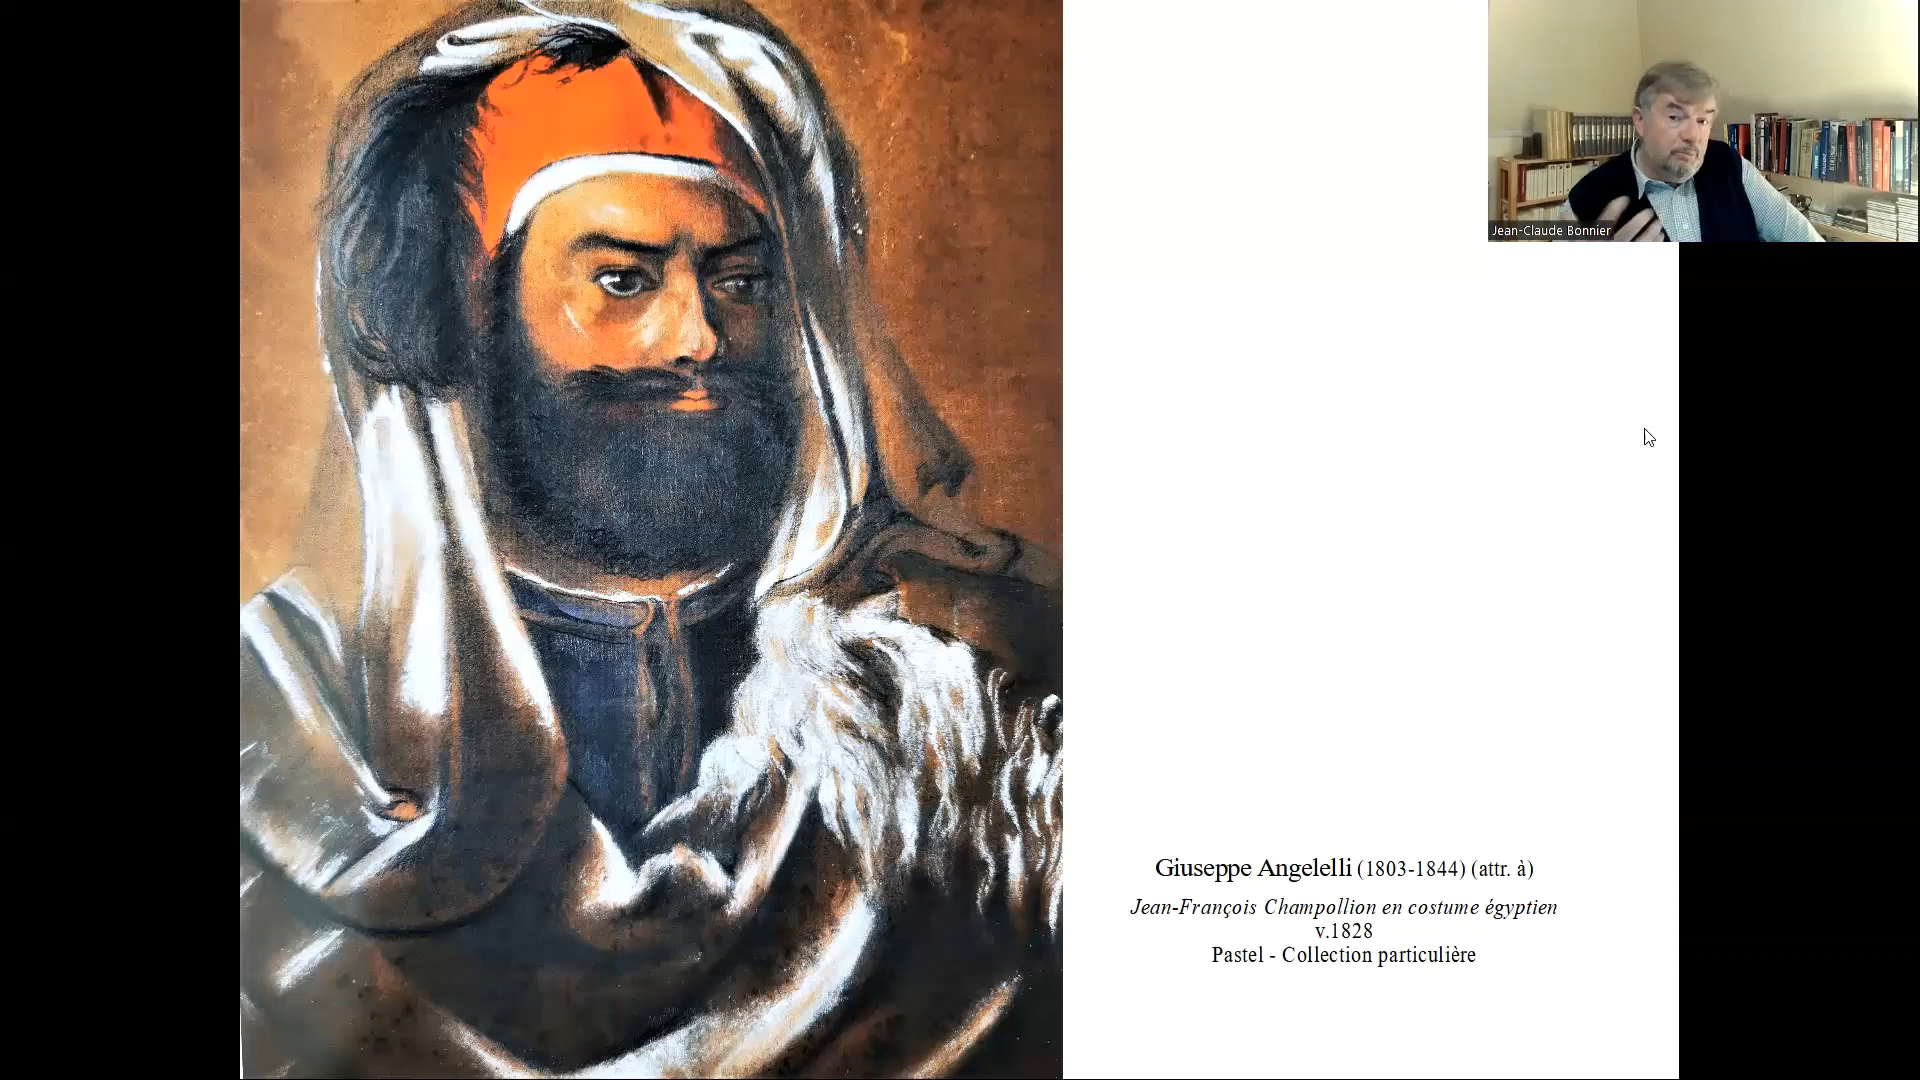 Jean-Claude Bonnier
Giuseppe Angelelli (1803-1844) (attr. à)
Jean-François Champollion en costume égyptien
v.1828
Pastel - Collection particulière